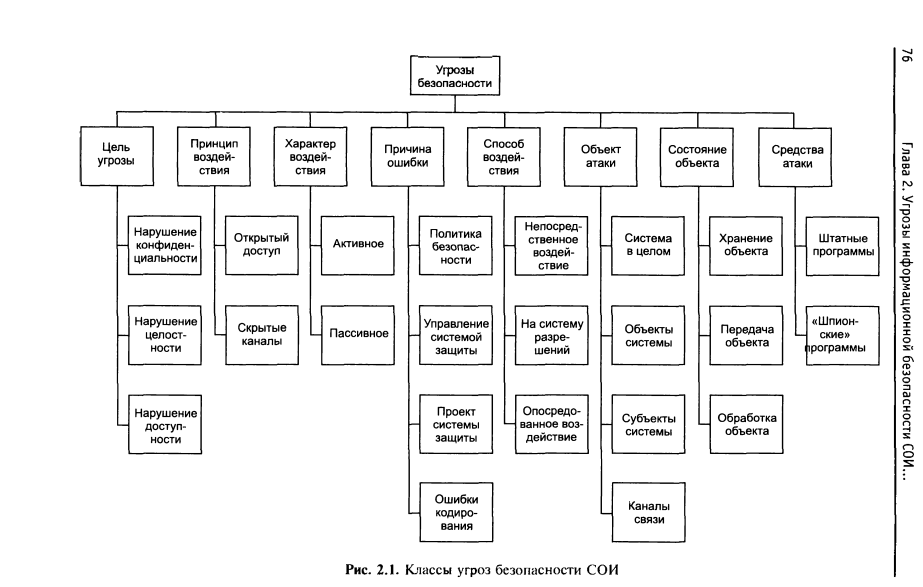 76
Глава 2. Угрозы информационной безопасности СОИ...
Угрозы
безопасности
Цель
угрозы
Принцип
воздей-
ствия
Характер
воздей-
ствия
Причина
ошибки
Способ
воздей-
ствия
Объект
атаки
Состояние
объекта
Средства
атаки
Нарушение
конфиден-
циальности
Нарушение
целост-
ности
Нарушение
доступ-
ности
Открытый
доступ
Скрытые
каналы
Активное
Пассивное
Политика
безопас-
ности
Управление
системой
защиты
Проект
системы
защиты
Ошибки
кодиро-
вания
Непосред-
ственное
воздей-
ствие
На систему
разре-
шений
Опосредо-
ванное воз-
действие
Система
в целом
Объекты
системы
Субъекты
системы
Каналы
связи
Хранение
объекта
Передача
объекта
Обработка
объекта
Штатные
программы
«Шпион-
ские»
программы
Рис. 2.1. Классы угроз безопасности СОИ